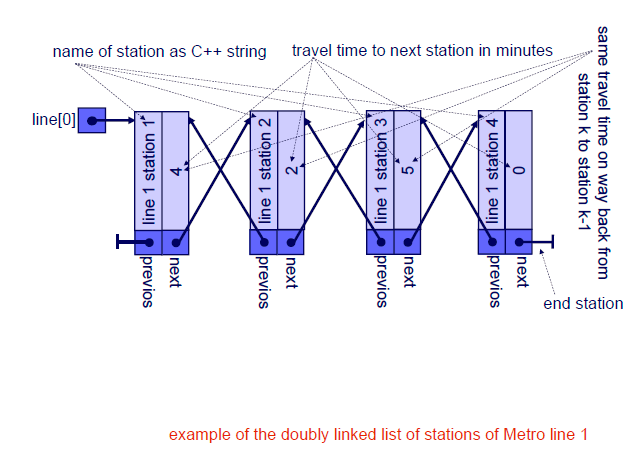 name of station as C++ string
travel time to next station in minutes
same travel time on way back from
station k to station k-1
line[0]
line 1 station 1
4
line 1 station 2
2
line 1 station 3
5
line 1 station 4
0
previos
next
previos
next
previos
next
previos
next
end station
example of the doubly linked list of stations of Metro line 1